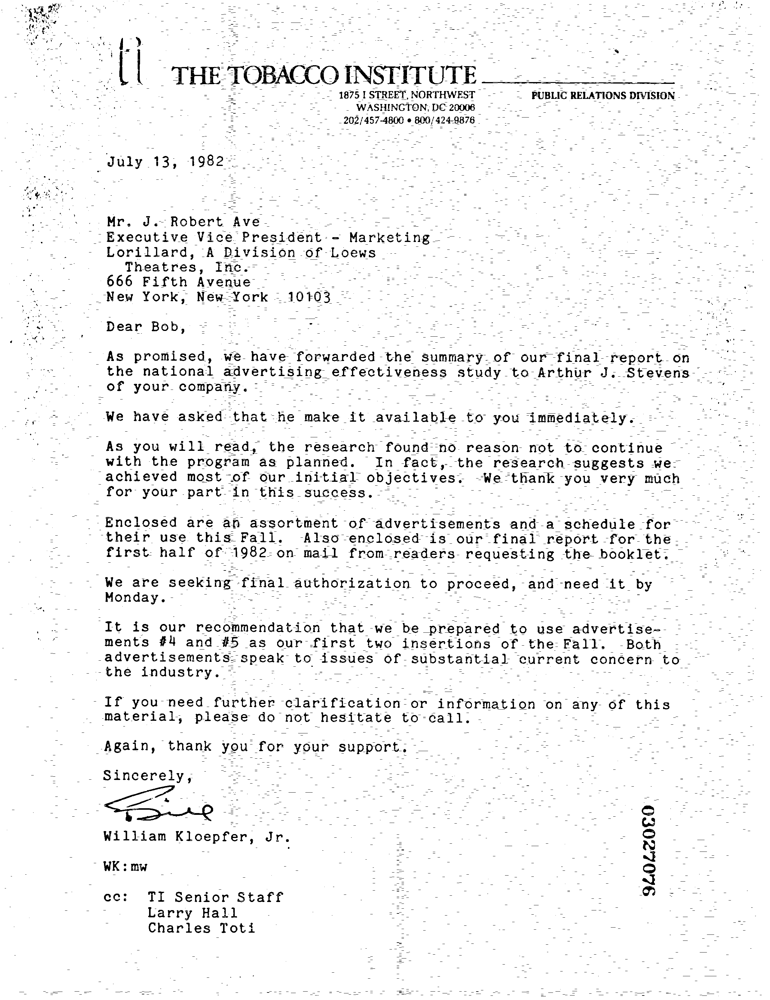 ti THE TOBACCO INSTITUTE
1875 I STREET, NORTHWEST
WASHINGTON, DC 20006
202/457-4800 • 800/424-9876
PUBLIC RELATIONS DIVISION
July 13, 1982
Mr. J. Robert Ave
Executive Vice President - Marketing
Lorillard, A Division of Loews
Theatres, Inc.
666 Fifth Avenue
New York, New York 10103
Dear Bob,
As promised, we have forwarded the summary of our final report on
the national advertising effectiveness study to Arthur J. Stevens
of your company.
We have asked that he make it available to you immediately.
As you will read, the research found no reason not to continue
with the program as planned. In fact, the research suggests we
achieved most of our initial objectives. We thank you very much
for your part in this success.
Enclosed are an assortment of advertisements and a schedule for
their use this Fall. Also enclosed is our final report for the
first half of 1982 on mail from readers requesting the booklet.
We are seeking final authorization to proceed, and need it by
Monday.
It is our recommendation that we be prepared to use advertise-
ments #4 and #5 as our first two insertions of the Fall. Both
advertisements speak to issues of substantial current concern to
the industry.
If you need further clarification or information on any of this
material, please do not hesitate to call.
Again, thank you for your support.
Sincerely,
Bill
William Kloepfer, Jr.
WK:mw
cc: TI Senior Staff
Larry Hall
Charles Toti
03027076